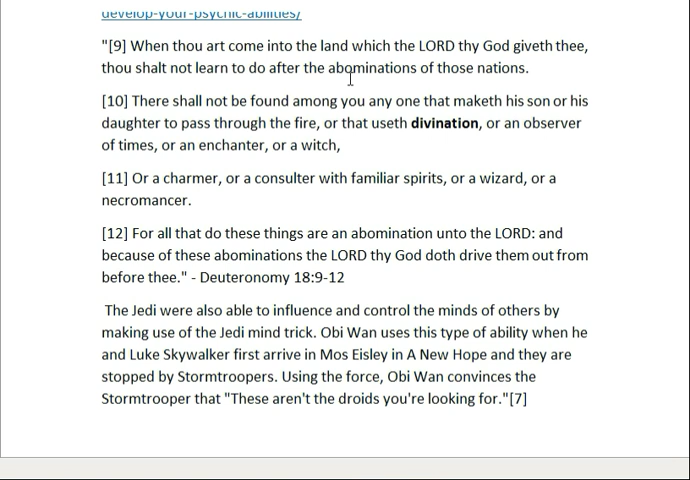 develop-your-psychic-abilities/
"[9] When thou art come into the land which the LORD thy God giveth thee,
thou shalt not learn to do after the abominations of those nations.
[10] There shall not be found among you any one that maketh his son or his
daughter to pass through the fire, or that useth divination, or an observer
of times, or an enchanter, or a witch,
[11] Or a charmer, or a consulter with familiar spirits, or a wizard, or a
necromancer.
[12] For all that do these things are an abomination unto the LORD: and
because of these abominations the LORD thy God doth drive them out from
before thee." - Deuteronomy 18:9-12
The Jedi were also able to influence and control the minds of others by
making use of the Jedi mind trick. Obi Wan uses this type of ability when he
and Luke Skywalker first arrive in Mos Eisley in A New Hope and they are
stopped by Stormtroopers. Using the force, Obi Wan convinces the
Stormtrooper that "These aren't the droids you're looking for."[7]